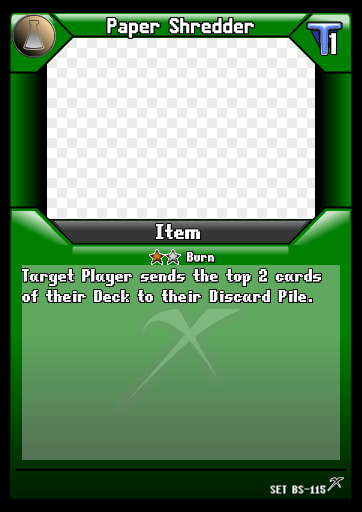 Paper Shredder
T1
Item
Burn
Target Player sends the top 2 cards
of their Deck to their Discard Pile.
SET BS-115